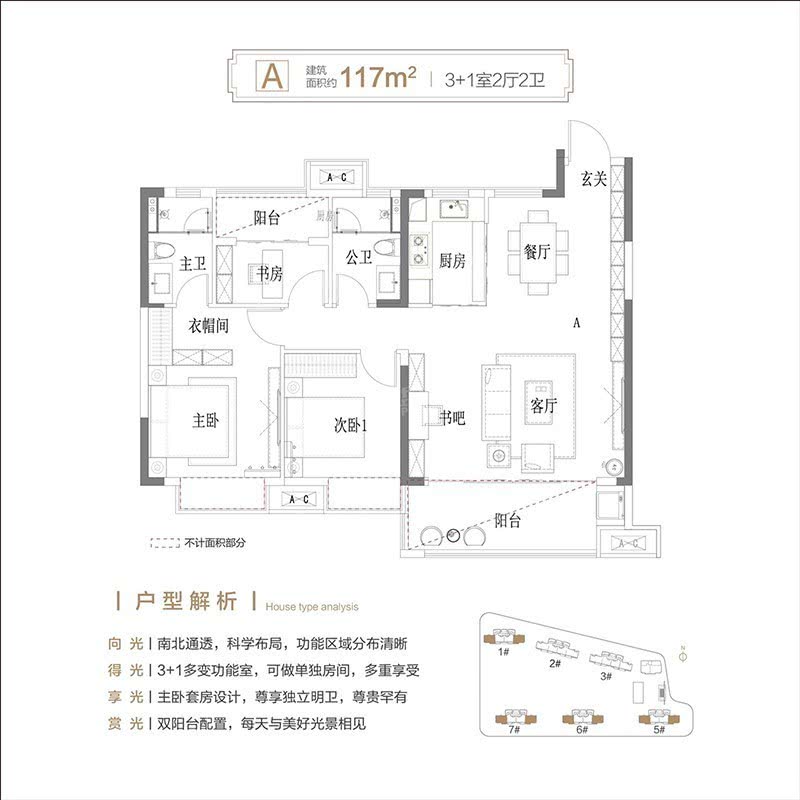 A 建筑面积约 117m² 3+1室2厅2卫
A C
玄关
阳台
厨房
主卫
书房
公卫
厨房
餐厅
衣帽间
A
主卧
次卧1
书吧
客厅
A C
阳台
A C
不计面积部分
户型解析 House type analysis
向光 南北通透，科学布局，功能区域分布清晰
得光 3+1多变功能室，可做单独房间，多重享受
享光 主卧套房设计，尊享独立明卫，尊贵罕有
赏光 双阳台配置，每天与美好光景相见
N
1#
2#
3#
7#
6#
5#